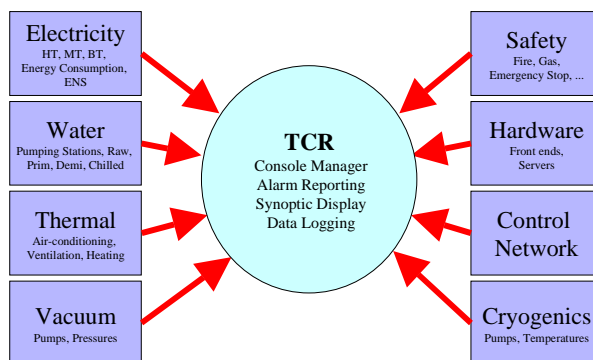 Electricity
HT, MT, BT,
Energy Consumption,
ENS
Water
Pumping Stations, Raw,
Prim, Demi, Chilled
Thermal
Air-conditioning,
Ventilation, Heating
Vacuum
Pumps, Pressures
TCR
Console Manager
Alarm Reporting
Synoptic Display
Data Logging
Safety
Fire, Gas,
Emergency Stop, ...
Hardware
Front ends,
Servers
Control
Network
Cryogenics
Pumps, Temperatures